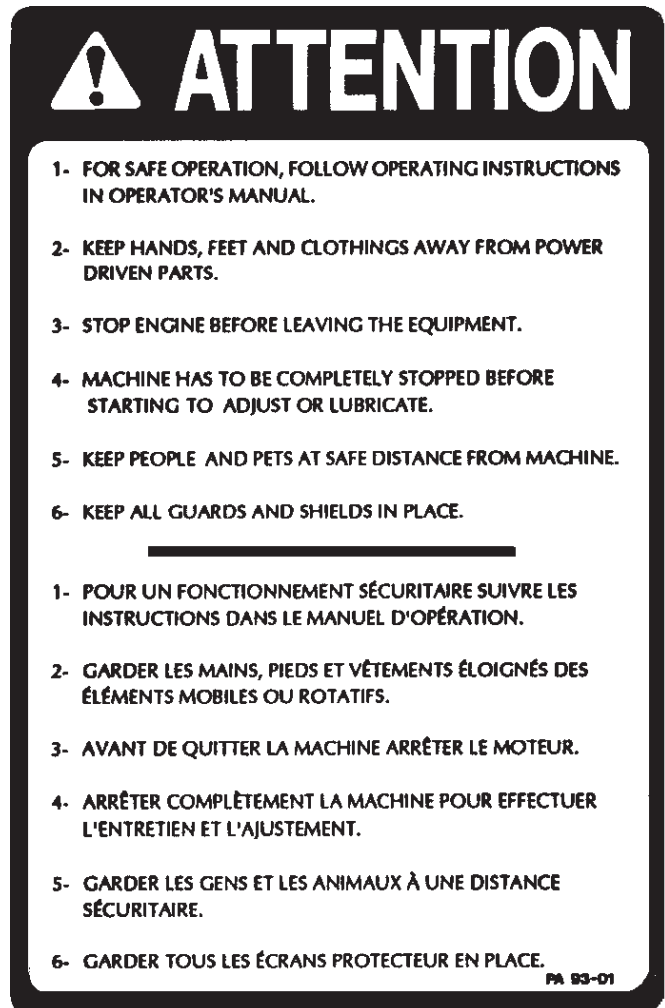 ATTENTION
1- FOR SAFE OPERATION, FOLLOW OPERATING INSTRUCTIONS
IN OPERATOR'S MANUAL.
2- KEEP HANDS, FEET AND CLOTHINGS AWAY FROM POWER
DRIVEN PARTS.
3- STOP ENGINE BEFORE LEAVING THE EQUIPMENT.
4- MACHINE HAS TO BE COMPLETELY STOPPED BEFORE
STARTING TO ADJUST OR LUBRICATE.
5- KEEP PEOPLE AND PETS AT SAFE DISTANCE FROM MACHINE.
6- KEEP ALL GUARDS AND SHIELDS IN PLACE.
1- POUR UN FONCTIONNEMENT SÉCURITAIRE SUIVRE LES
INSTRUCTIONS DANS LE MANUEL D'OPÉRATION.
2- GARDER LES MAINS, PIEDS ET VÊTEMENTS ÉLOIGNÉS DES
ÉLÉMENTS MOBILES OU ROTATIFS.
3- AVANT DE QUITTER LA MACHINE ARRÊTER LE MOTEUR.
4- ARRÊTER COMPLÈTEMENT LA MACHINE POUR EFFECTUER
L'ENTRETIEN ET L'AJUSTEMENT.
5- GARDER LES GENS ET LES ANIMAUX À UNE DISTANCE
SÉCURITAIRE.
6- GARDER TOUS LES ÉCRANS PROTECTEUR EN PLACE.
PA 93-01